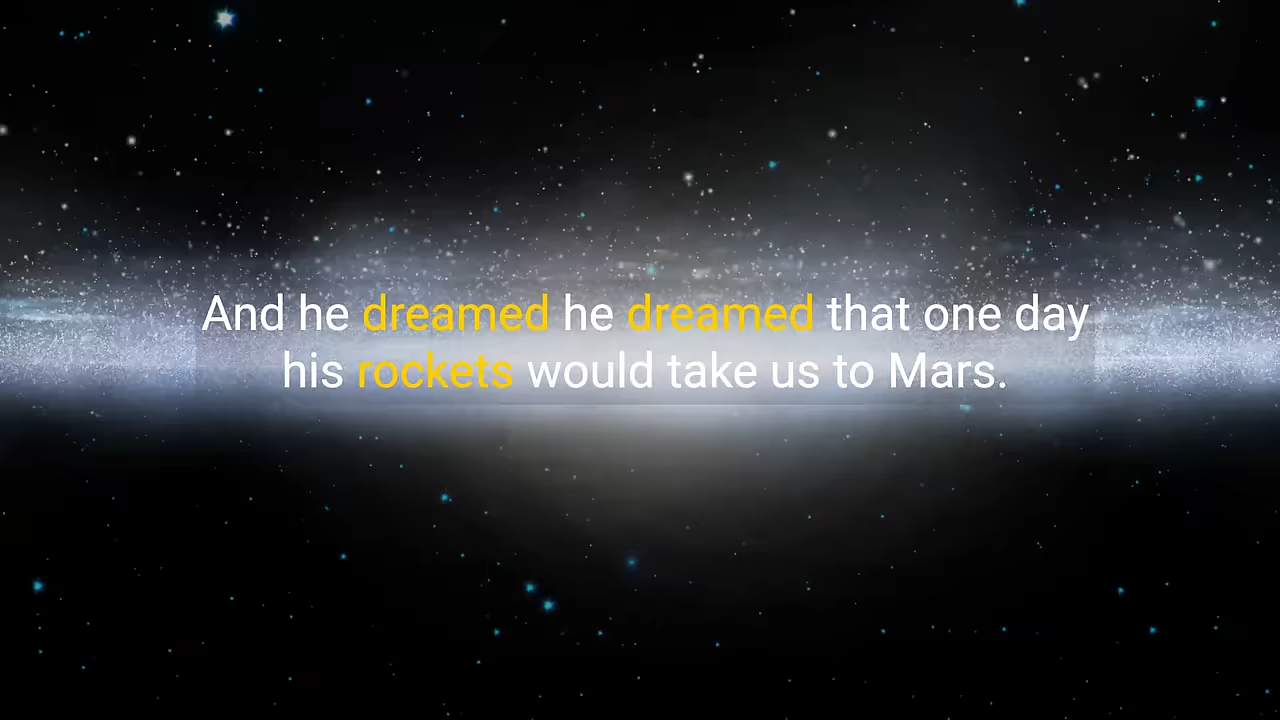 And he dreamed he dreamed that one day
his rockets would take us to Mars.